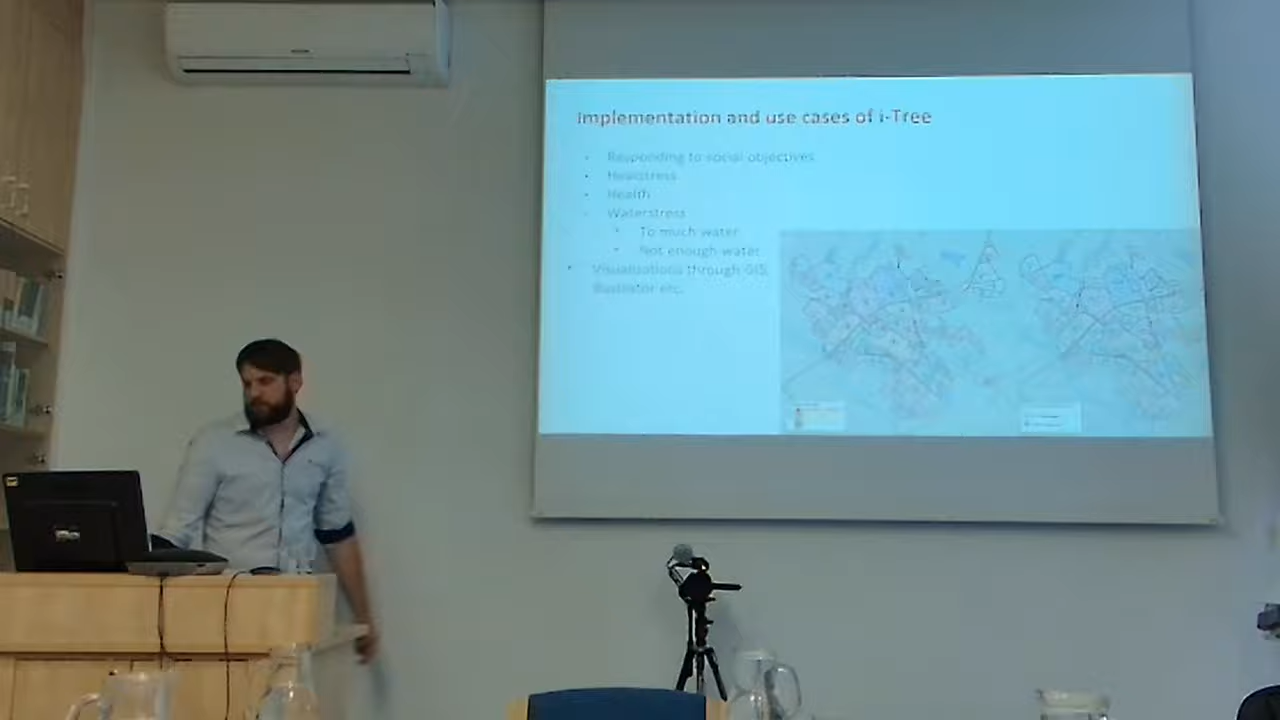 Implementation and use cases of i-Tree
Responding to social objectives
Heatstress
Health
Waterstress
To much water
Not enough water
Visualisations through GIS
Illustrator etc.